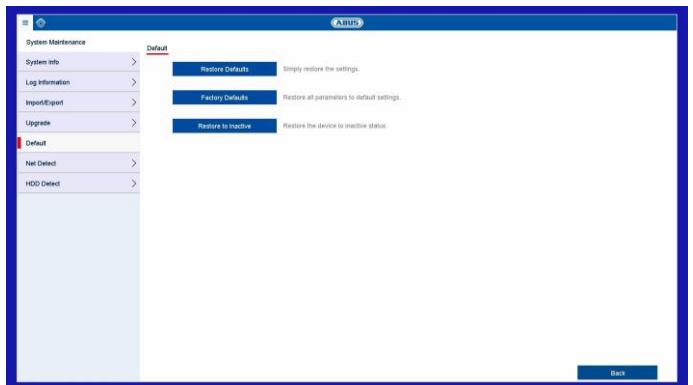 ABUS
System Maintenance
System Info
Log Information
Import/Export
Upgrade
Default
Net Detect
HDD Detect
Default
Restore Defaults Simply restore the settings.
Factory Defaults Restore all parameters to default settings.
Restore to Inactive Restore the device to inactive status.
Back